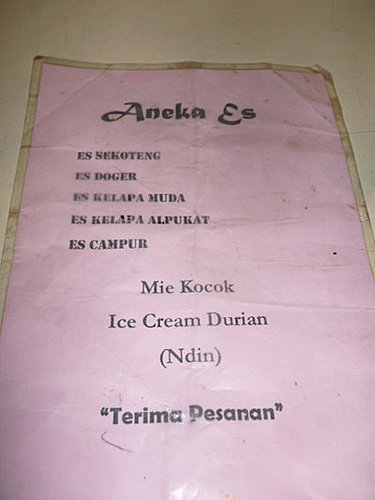 Aneka Es
ES SEKOTENG
ES DOGER
ES KELAPA MUDA
ES KELAPA ALPUKAT
ES CAMPUR
Mie Kocok
Ice Cream Durian
(Ndin)
“Terima Pesanan”